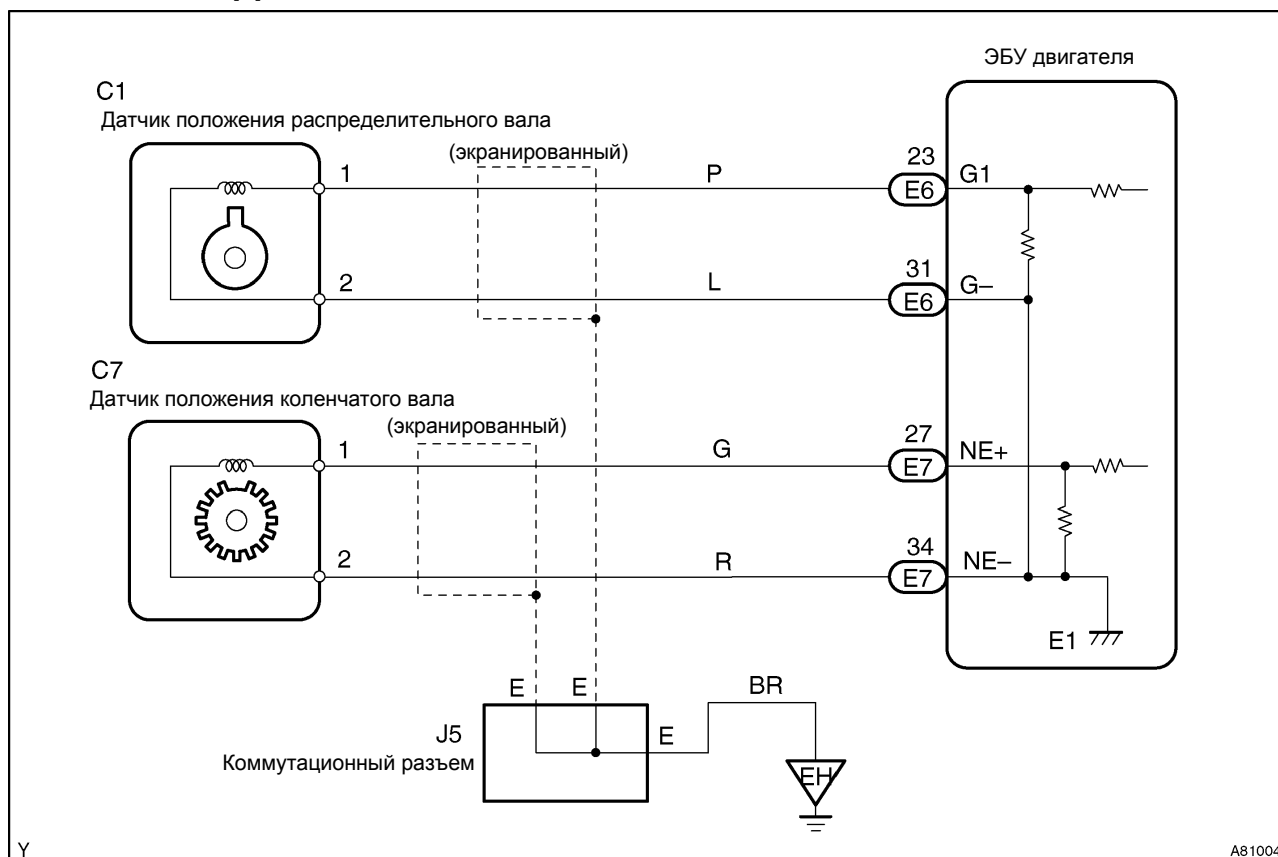 ЭБУ двигателя
C1
Датчик положения распределительного вала
(экранированный)
1
P
23
E6
G1
2
L
31
E6
G–
C7
Датчик положения коленчатого вала
(экранированный)
1
G
27
E7
NE+
2
R
34
E7
NE–
E1
E
E
BR
J5
E
Коммутационный разъем
EH
Y
A81004